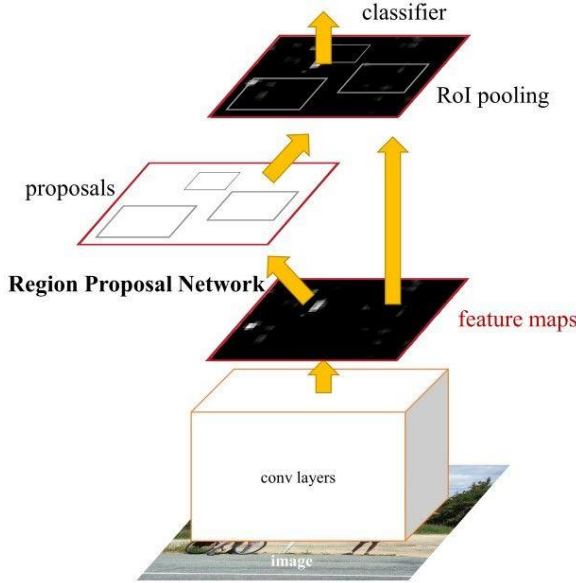 classifier
RoI pooling
proposals
Region Proposal Network
feature maps
conv layers
image